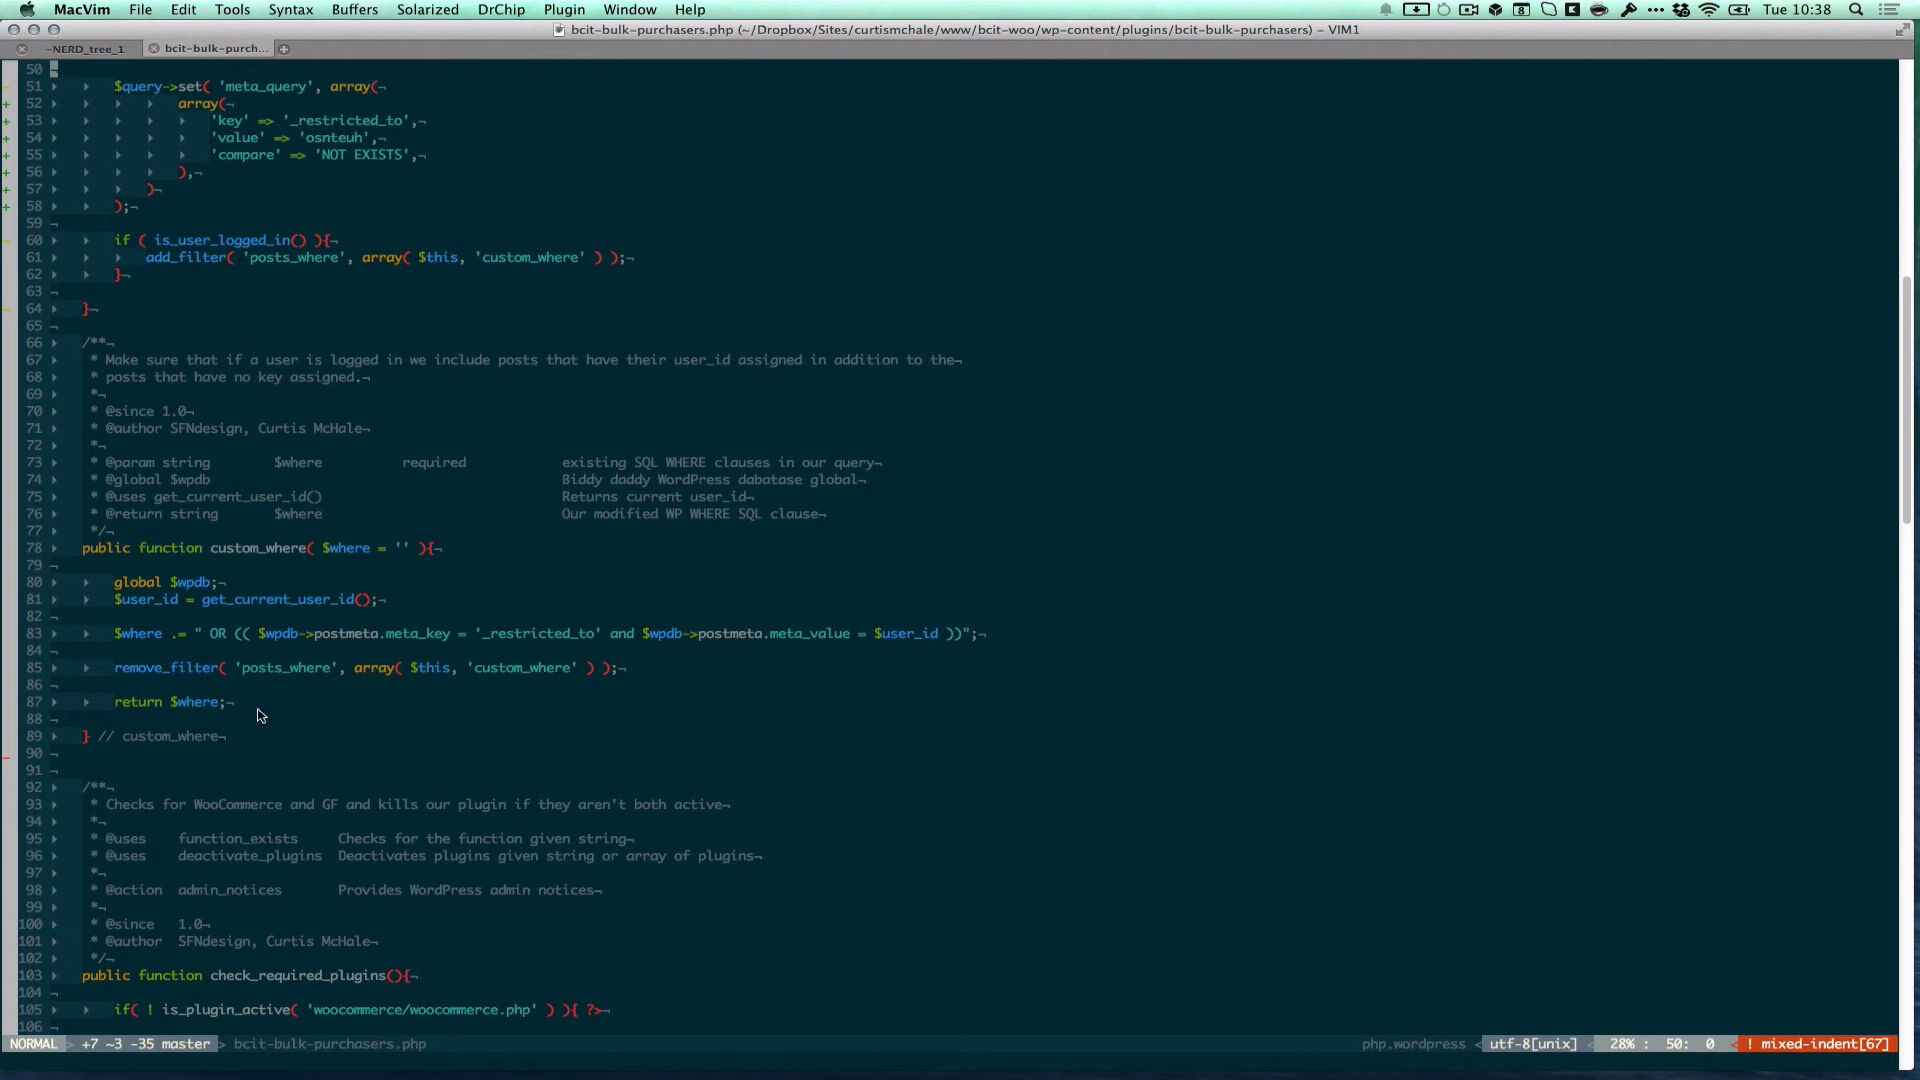 MacVim File Edit Tools Syntax Buffers Solarized DrChip Plugin Window Help Tue 10:38
bcit-bulk-purchasers.php (~/Dropbox/Sites/curtismchale/www/bcit-woo/wp-content/plugins/bcit-bulk-purchasers) – VIM1
-NERD_tree_1 bcit-bulk-purch...
50
51 $query->set( 'meta_query', array(¬
52 array(¬
53 'key' => '_restricted_to',¬
54 'value' => 'osnteuh',¬
55 'compare' => 'NOT EXISTS',¬
56 ),¬
57 )¬
58 );¬
59 ¬
60 if ( is_user_logged_in() ){¬
61 add_filter( 'posts_where', array( $this, 'custom_where' ) );¬
62 }¬
63 ¬
64 }¬
65 ¬
66 /**¬
67 * Make sure that if a user is logged in we include posts that have their user_id assigned in addition to the¬
68 * posts that have no key assigned.¬
69 *¬
70 * @since 1.0¬
71 * @author SFNdesign, Curtis McHale¬
72 *¬
73 * @param string $where required existing SQL WHERE clauses in our query¬
74 * @global $wpdb Biddy daddy WordPress dabatase global¬
75 * @uses get_current_user_id() Returns current user_id¬
76 * @return string $where Our modified WP WHERE SQL clause¬
77 */¬
78 public function custom_where( $where = '' ){¬
79 ¬
80 global $wpdb;¬
81 $user_id = get_current_user_id();¬
82 ¬
83 $where .= " OR (( $wpdb->postmeta.meta_key = '_restricted_to' and $wpdb->postmeta.meta_value = $user_id ))";¬
84 ¬
85 remove_filter( 'posts_where', array( $this, 'custom_where' ) );¬
86 ¬
87 return $where;¬
88 ¬
89 } // custom_where¬
90 ¬
91 ¬
92 /**¬
93 * Checks for WooCommerce and GF and kills our plugin if they aren't both active¬
94 *¬
95 * @uses function_exists Checks for the function given string¬
96 * @uses deactivate_plugins Deactivates plugins given string or array of plugins¬
97 *¬
98 * @action admin_notices Provides WordPress admin notices¬
99 *¬
100 * @since 1.0¬
101 * @author SFNdesign, Curtis McHale¬
102 */¬
103 public function check_required_plugins(){¬
104 ¬
105 if( ! is_plugin_active( 'woocommerce/woocommerce.php' ) ){ ?>¬
106 ¬
NORMAL > +7 ~3 -35 master > bcit-bulk-purchasers.php php.wordpress < utf-8[unix] < 28% : 50: 0 < ! mixed-indent[67]